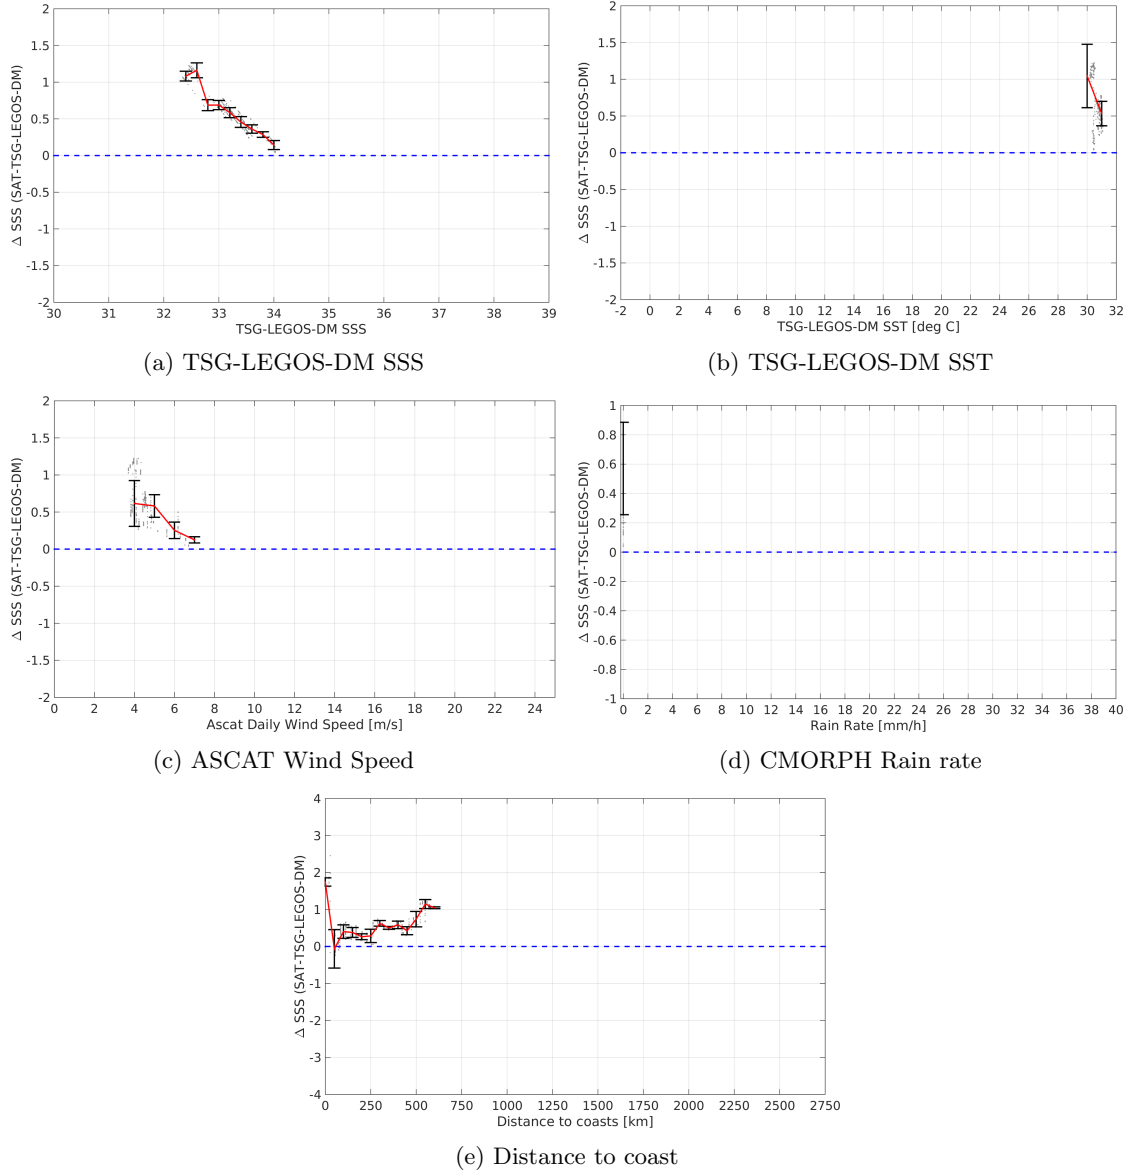 2
1.5
1
0.5
0
-0.5
-1
-1.5
-2
30 31 32 33 34 35 36 37 38 39
TSG-LEGOS-DM SSS
Δ SSS (SAT-TSG-LEGOS-DM)
(a) TSG-LEGOS-DM SSS
2
1.5
1
0.5
0
-0.5
-1
-1.5
-2
-2 0 2 4 6 8 10 12 14 16 18 20 22 24 26 28 30 32
TSG-LEGOS-DM SST [deg C]
Δ SSS (SAT-TSG-LEGOS-DM)
(b) TSG-LEGOS-DM SST
2
1.5
1
0.5
0
-0.5
-1
-1.5
-2
0 2 4 6 8 10 12 14 16 18 20 22 24
Ascat Daily Wind Speed [m/s]
Δ SSS (SAT-TSG-LEGOS-DM)
(c) ASCAT Wind Speed
1
0.8
0.6
0.4
0.2
0
-0.2
-0.4
-0.6
-0.8
-1
0 2 4 6 8 10 12 14 16 18 20 22 24 26 28 30 32 34 36 38 40
Rain Rate [mm/h]
Δ SSS (SAT-TSG-LEGOS-DM)
(d) CMORPH Rain rate
4
3
2
1
0
-1
-2
-3
-4
0 250 500 750 1000 1250 1500 1750 2000 2250 2500 2750
Distance to coasts [km]
Δ SSS (SAT-TSG-LEGOS-DM)
(e) Distance to coast